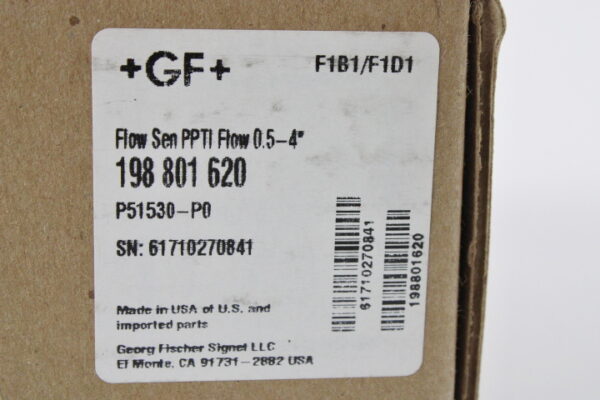 +GF+
F1B1/F1D1
Flow Sen PPTI Flow 0.5-4"
198 801 620
P51530-P0
SN: 61710270841
61710270841
198801620
Made in USA of U.S. and
imported parts
Georg Fischer Signet LLC
El Monte, CA 91731-2882 USA